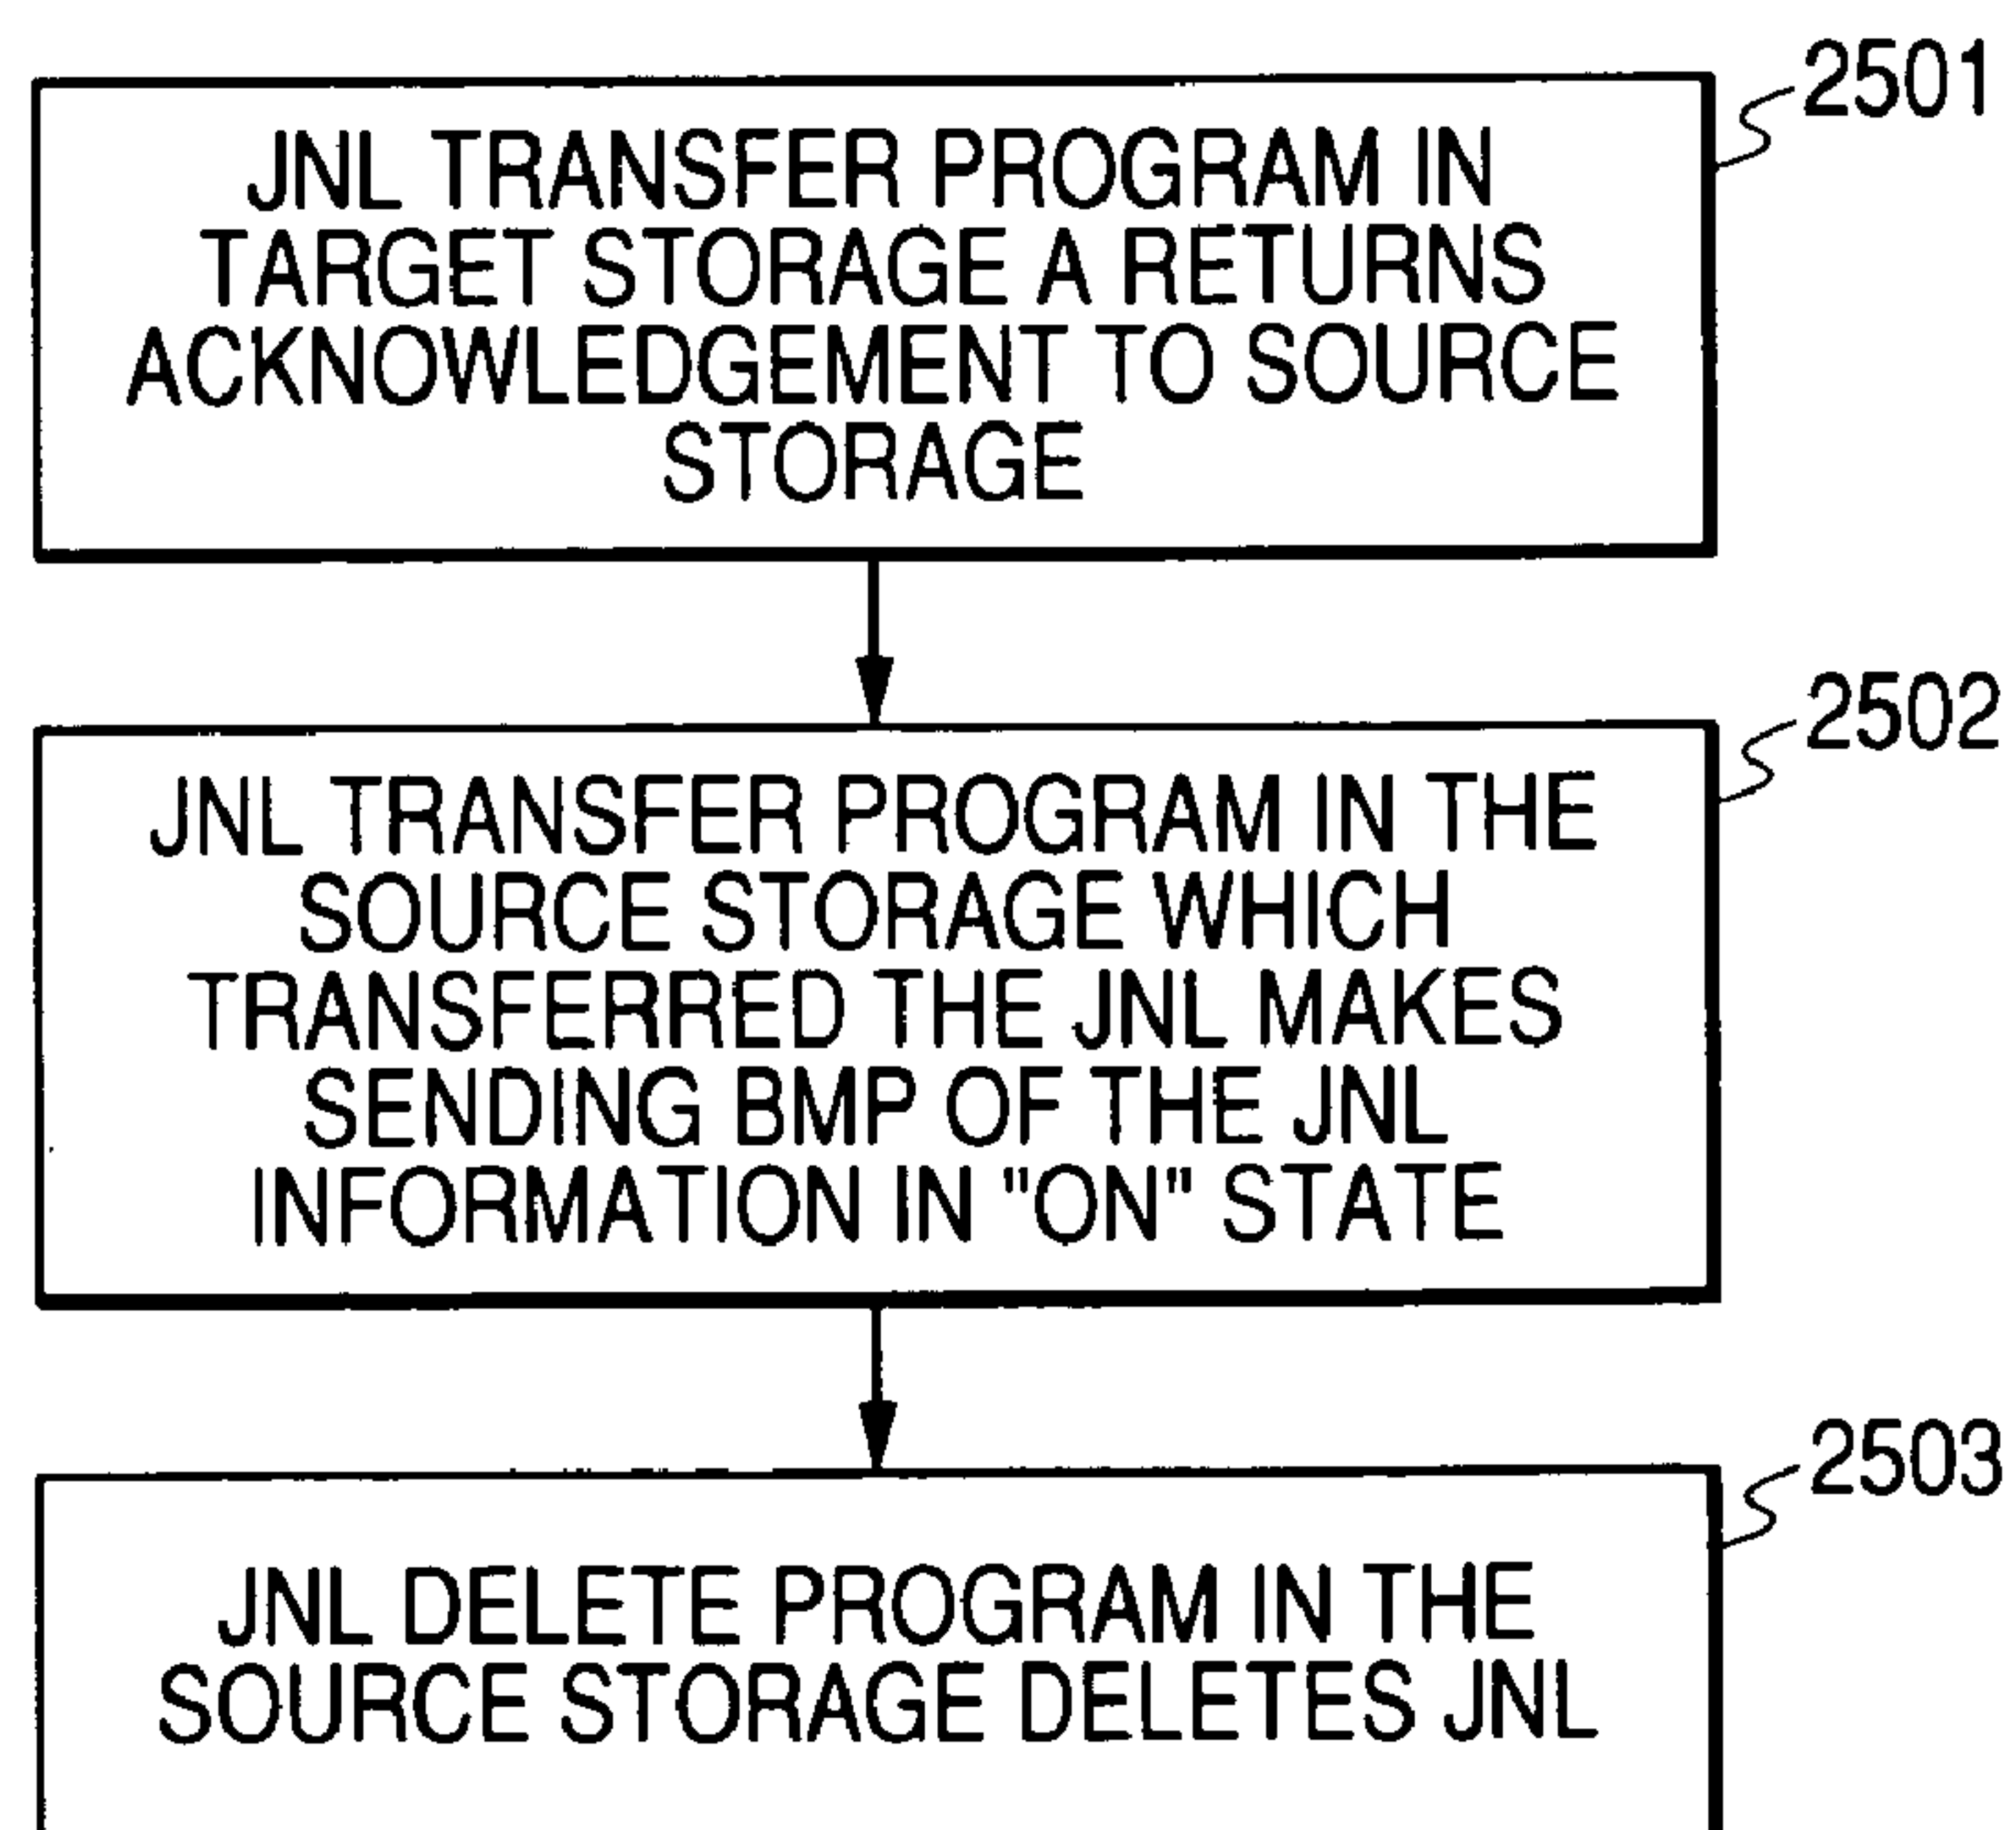 2501
JNL TRANSFER PROGRAM IN
TARGET STORAGE A RETURNS
ACKNOWLEDGEMENT TO SOURCE
STORAGE
2502
JNL TRANSFER PROGRAM IN THE
SOURCE STORAGE WHICH
TRANSFERRED THE JNL MAKES
SENDING BMP OF THE JNL
INFORMATION IN "ON" STATE
2503
JNL DELETE PROGRAM IN THE
SOURCE STORAGE DELETES JNL